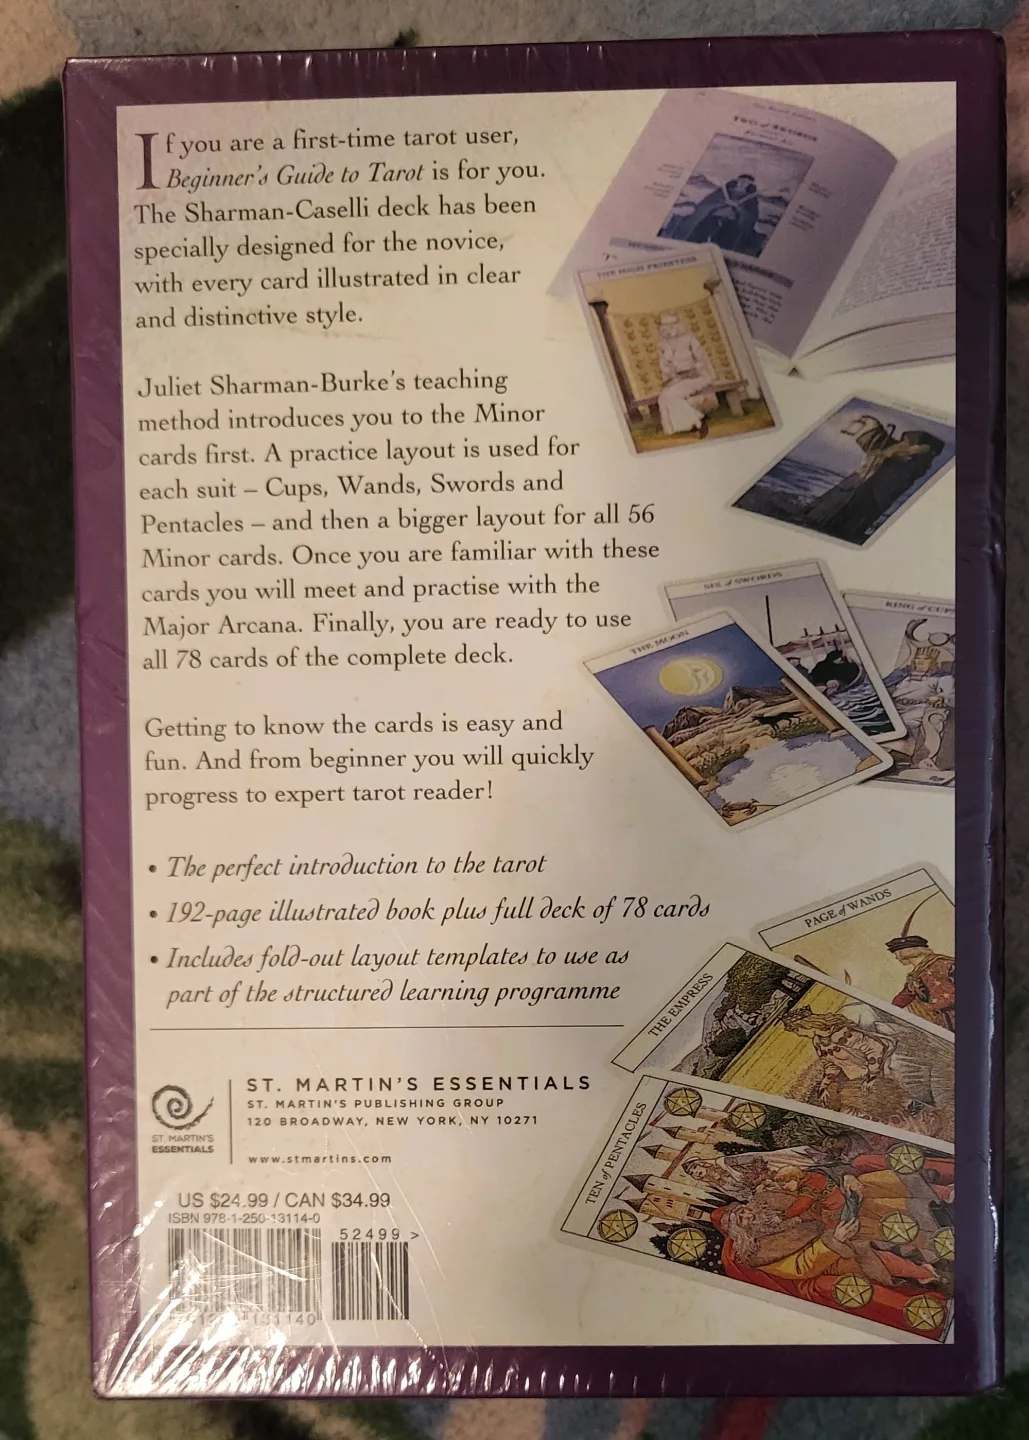 If you are a first-time tarot user,
Beginner's Guide to Tarot is for you.
The Sharman-Caselli deck has been
specially designed for the novice,
with every card illustrated in clear
and distinctive style.
Juliet Sharman-Burke's teaching
method introduces you to the Minor
cards first. A practice layout is used for
each suit – Cups, Wands, Swords and
Pentacles – and then a bigger layout for all 56
Minor cards. Once you are familiar with these
cards you will meet and practise with the
Major Arcana. Finally, you are ready to use
all 78 cards of the complete deck.
Getting to know the cards is easy and
fun. And from beginner you will quickly
progress to expert tarot reader!
• The perfect introduction to the tarot
• 192-page illustrated book plus full deck of 78 cards
• Includes fold-out layout templates to use as
part of the structured learning programme
ST. MARTIN'S
ESSENTIALS
ST. MARTIN'S ESSENTIALS
ST. MARTIN'S PUBLISHING GROUP
120 BROADWAY, NEW YORK, NY 10271
www.stmartins.com
US $24.99 / CAN $34.99
ISBN 978-1-250-13114-0
52499 >
TWO of SWORDS
THE HIGH PRIESTESS
SIX of SWORDS
KING of CUPS
THE MOON
PAGE of WANDS
THE EMPRESS
TEN of PENTACLES